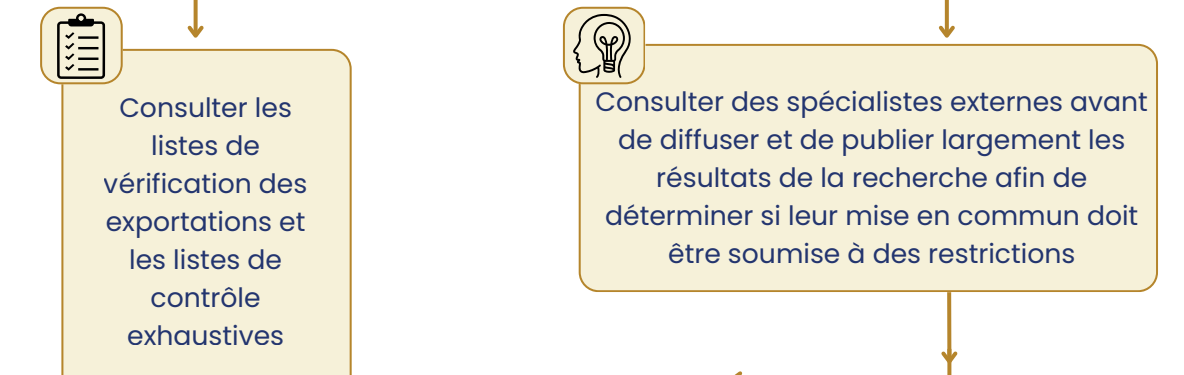 Consulter les
listes de
vérification des
exportations et
les listes de
contrôle
exhaustives
Consulter des spécialistes externes avant
de diffuser et de publier largement les
résultats de la recherche afin de
déterminer si leur mise en commun doit
être soumise à des restrictions